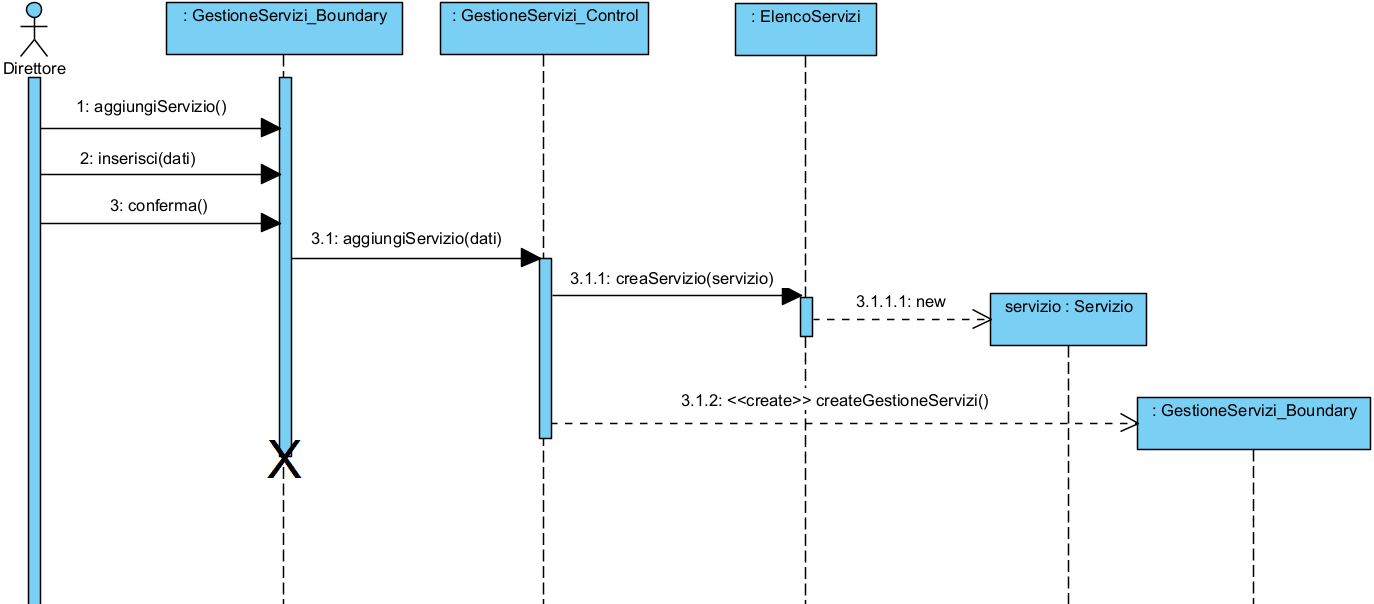 : GestioneServizi_Boundary
: GestioneServizi_Control
: ElencoServizi
Direttore
1: aggiungiServizio()
2: inserisci(dati)
3: conferma()
3.1: aggiungiServizio(dati)
3.1.1: creaServizio(servizio)
3.1.1.1: new
servizio : Servizio
3.1.2: <<create>> createGestioneServizi()
: GestioneServizi_Boundary